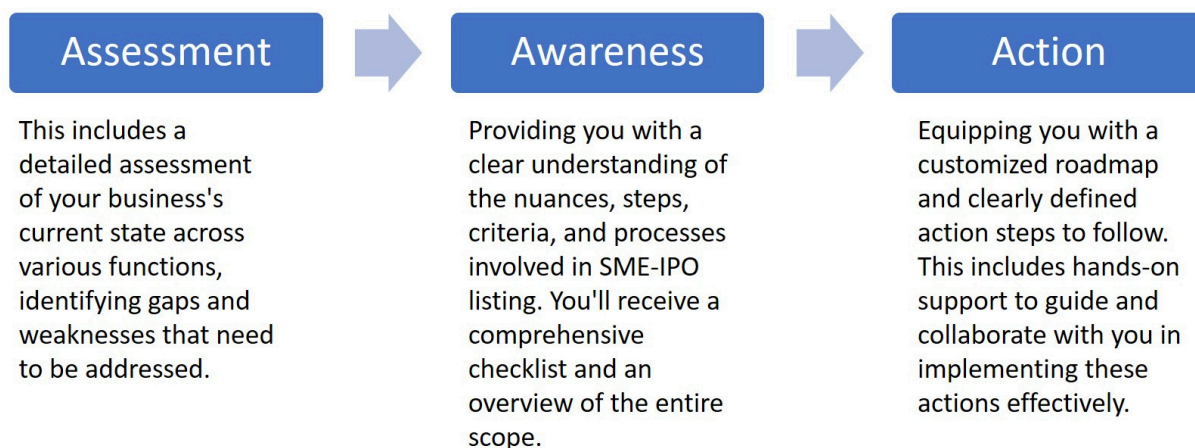 Assessment
This includes a
detailed assessment
of your business's
current state across
various functions,
identifying gaps and
weaknesses that need
to be addressed.
Awareness
Providing you with a
clear understanding of
the nuances, steps,
criteria, and processes
involved in SME-IPO
listing. You'll receive a
comprehensive
checklist and an
overview of the entire
scope.
Action
Equipping you with a
customized roadmap
and clearly defined
action steps to follow.
This includes hands-on
support to guide and
collaborate with you in
implementing these
actions effectively.